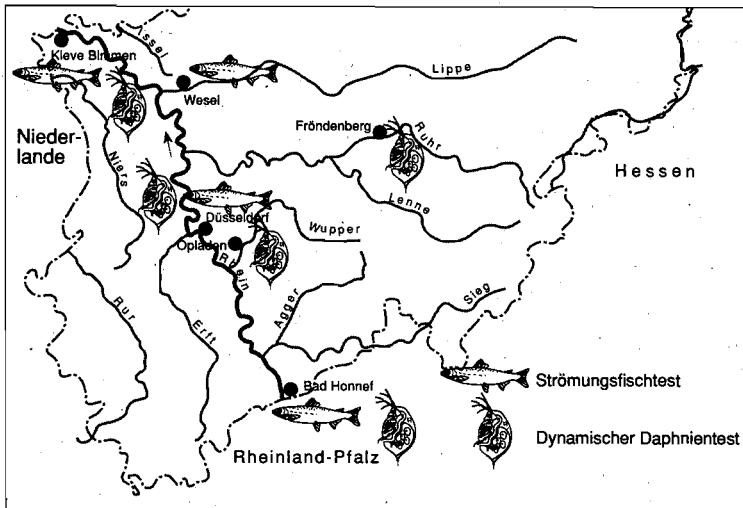 Issel
Kleve Bimmen
Lippe
Wesel
Nieder-
lande
Fröndenberg
Ruhr
Hessen
Niers
Lenne
Düsseldorf
Wupper
Opladen
Rhein
Rur
Erft
Agger
Sieg
Strömungsfischtest
Bad Honnef
Dynamischer Daphnientest
Rheinland-Pfalz